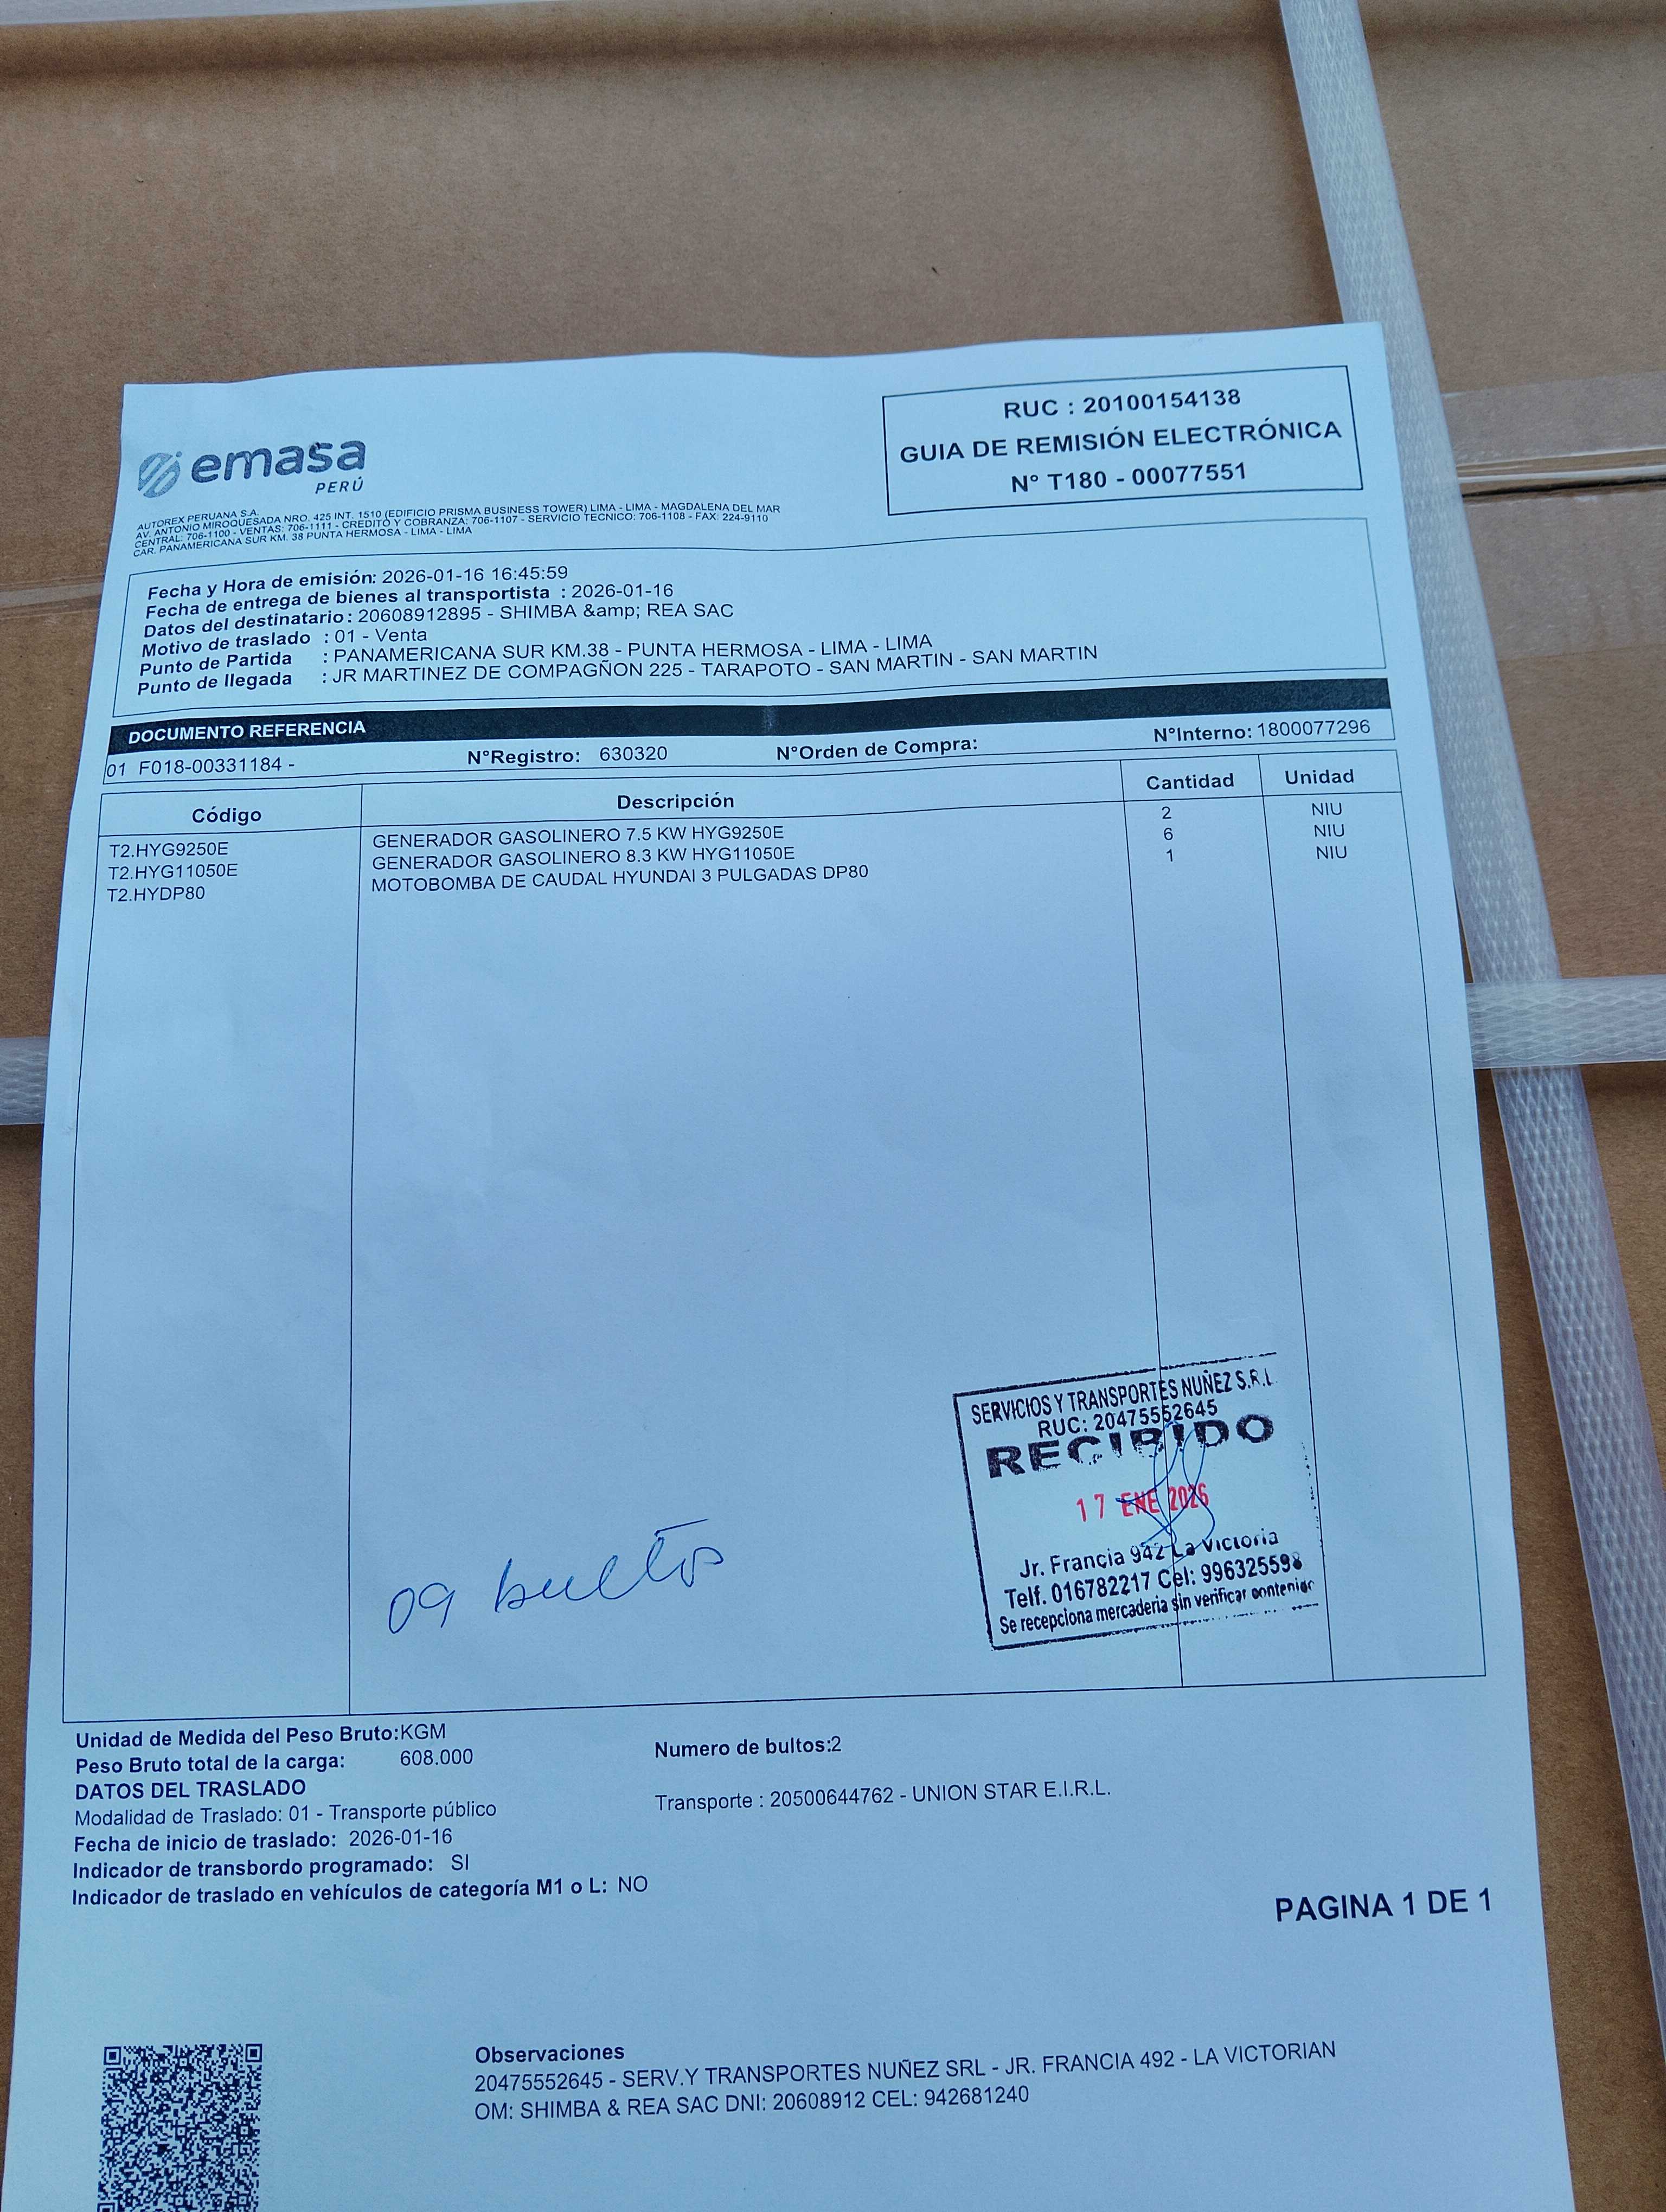 emasa
PERÚ
RUC : 20100154138
GUIA DE REMISIÓN ELECTRÓNICA
N° T180 - 00077551
AUTOREX PERUANA S.A.
AV. ANTONIO MIROQUESADA NRO. 425 INT. 1510 (EDIFICIO PRISMA BUSINESS TOWER) LIMA - LIMA - MAGDALENA DEL MAR
CENTRAL: 706-1100 - VENTAS: 706-1111 - CREDITO Y COBRANZA: 706-1107 - SERVICIO TECNICO: 706-1108 - FAX: 224-9110
CAR. PANAMERICANA SUR KM. 38 PUNTA HERMOSA - LIMA - LIMA
Fecha y Hora de emisión: 2026-01-16 16:45:59
Fecha de entrega de bienes al transportista : 2026-01-16
Datos del destinatario: 20608912895 - SHIMBA &amp; REA SAC
Motivo de traslado : 01 - Venta
Punto de Partida : PANAMERICANA SUR KM.38 - PUNTA HERMOSA - LIMA - LIMA
Punto de llegada : JR MARTINEZ DE COMPAGÑON 225 - TARAPOTO - SAN MARTIN - SAN MARTIN
DOCUMENTO REFERENCIA
01 F018-00331184 - N°Registro: 630320 N°Orden de Compra: N°Interno: 1800077296
Código Descripción Cantidad Unidad
T2.HYG9250E GENERADOR GASOLINERO 7.5 KW HYG9250E 2 NIU
T2.HYG11050E GENERADOR GASOLINERO 8.3 KW HYG11050E 6 NIU
T2.HYDP80 MOTOBOMBA DE CAUDAL HYUNDAI 3 PULGADAS DP80 1 NIU
SERVICIOS Y TRANSPORTES NUÑEZ S.R.L.
RUC: 20475552645
RECIBIDO
17 ENE 2026
Jr. Francia 942 La Victoria
Telf. 016782217 Cel: 996325598
Se recepciona mercaderia sin verificar contenido
09 bultos
Unidad de Medida del Peso Bruto:KGM
Peso Bruto total de la carga: 608.000 Numero de bultos:2
DATOS DEL TRASLADO
Modalidad de Traslado: 01 - Transporte público Transporte : 20500644762 - UNION STAR E.I.R.L.
Fecha de inicio de traslado: 2026-01-16
Indicador de transbordo programado: SI
Indicador de traslado en vehículos de categoría M1 o L: NO
PAGINA 1 DE 1
Observaciones
20475552645 - SERV.Y TRANSPORTES NUÑEZ SRL - JR. FRANCIA 492 - LA VICTORIAN
OM: SHIMBA & REA SAC DNI: 20608912 CEL: 942681240